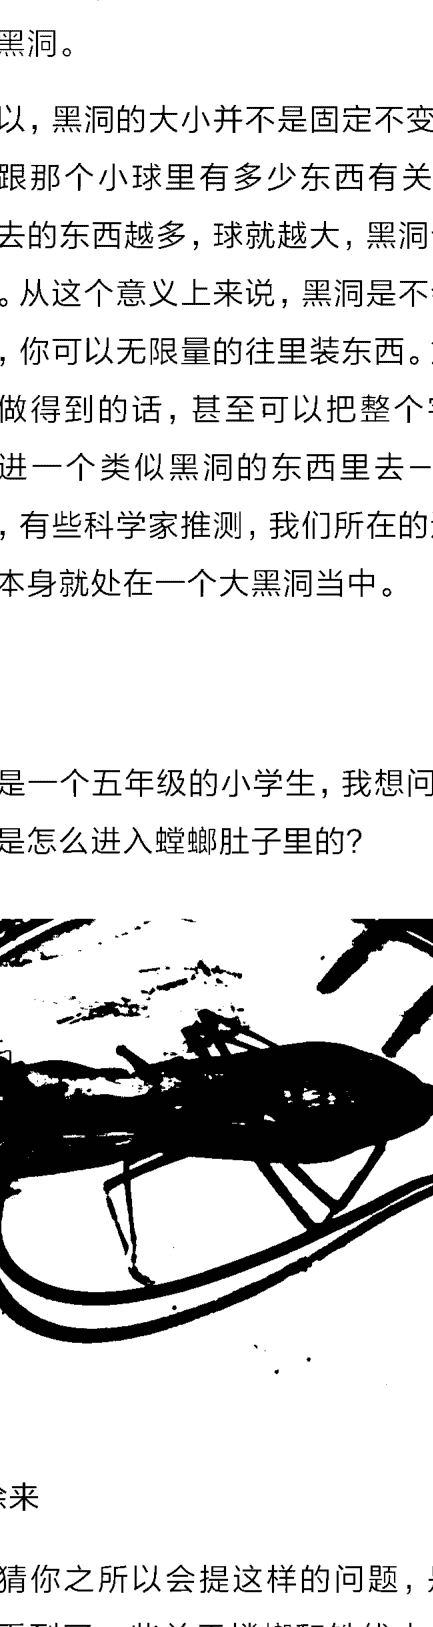 黑洞。
以，黑洞的大小并不是固定不变
跟那个小球里有多少东西有关
去的东西越多，球就越大，黑洞
。从这个意义上来说，黑洞是不
，你可以无限量的往里装东西。
做得到的话，甚至可以把整个
进一个类似黑洞的东西里去—
，有些科学家推测，我们所在的
本身就处在一个大黑洞当中。
是一个五年级的小学生，我想问
是怎么进入螳螂肚子里的？
来
猜你之所以会提这样的问题，